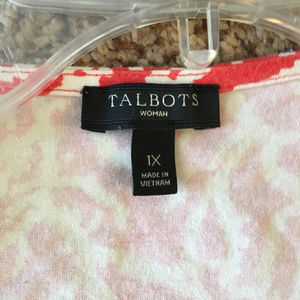 TALBOTS
WOMAN
1X
MADE IN
VIETNAM